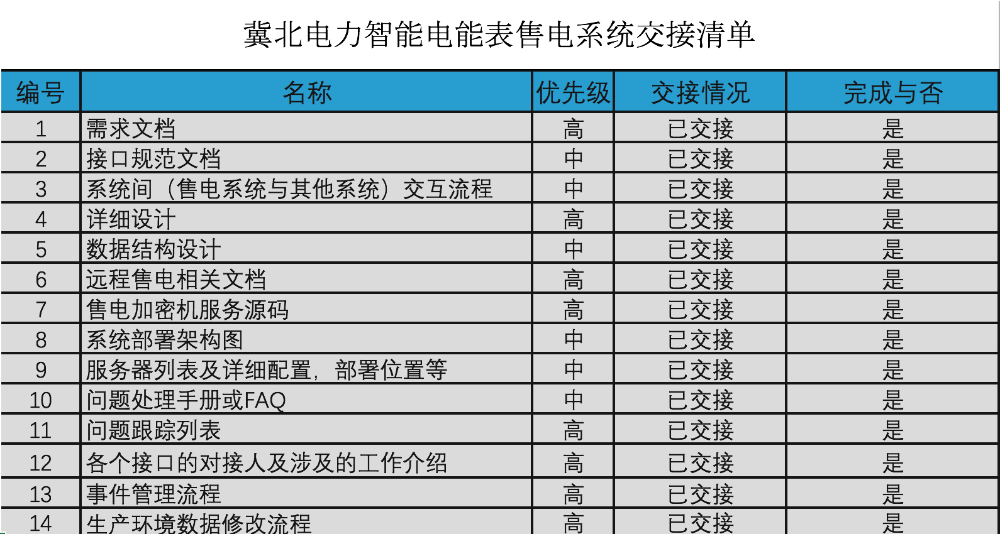 冀北电力智能电能表售电系统交接清单
编号 名称 优先级 交接情况 完成与否
1 需求文档 高 已交接 是
2 接口规范文档 中 已交接 是
3 系统间（售电系统与其他系统）交互流程 中 已交接 是
4 详细设计 高 已交接 是
5 数据结构设计 中 已交接 是
6 远程售电相关文档 高 已交接 是
7 售电加密机服务源码 高 已交接 是
8 系统部署架构图 中 已交接 是
9 服务器列表及详细配置，部署位置等 中 已交接 是
10 问题处理手册或FAQ 中 已交接 是
11 问题跟踪列表 高 已交接 是
12 各个接口的对接人及涉及的工作介绍 高 已交接 是
13 事件管理流程 高 已交接 是
14 生产环境数据修改流程 高 已交接 是